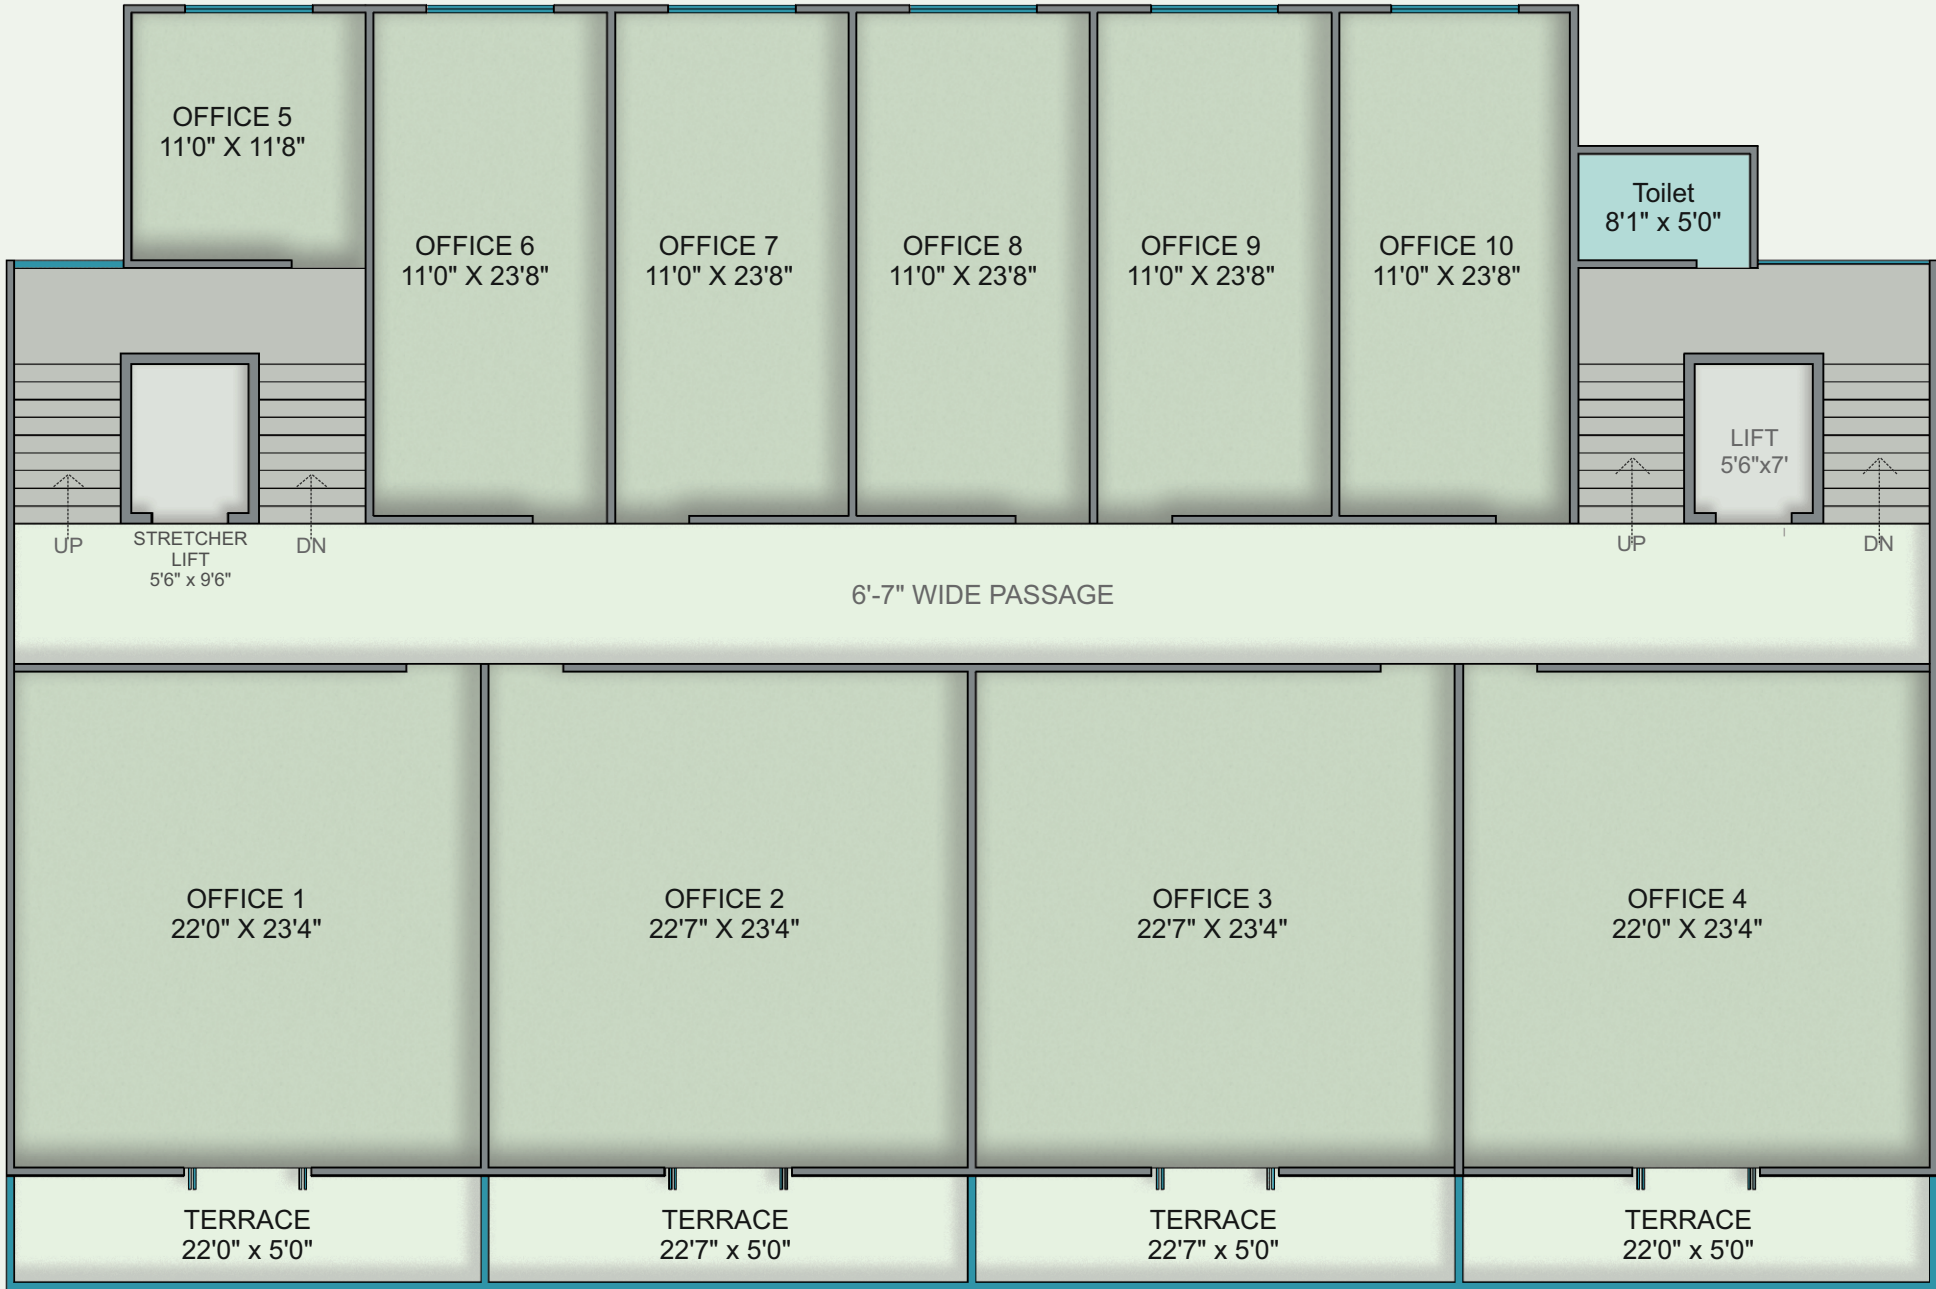 OFFICE 5
11'0" X 11'8"
OFFICE 6
11'0" X 23'8"
OFFICE 7
11'0" X 23'8"
OFFICE 8
11'0" X 23'8"
OFFICE 9
11'0" X 23'8"
OFFICE 10
11'0" X 23'8"
Toilet
8'1" x 5'0"
LIFT
5'6"x7'
UP
STRETCHER
LIFT
5'6" x 9'6"
DN
UP
DN
6'-7" WIDE PASSAGE
OFFICE 1
22'0" X 23'4"
OFFICE 2
22'7" X 23'4"
OFFICE 3
22'7" X 23'4"
OFFICE 4
22'0" X 23'4"
TERRACE
22'0" x 5'0"
TERRACE
22'7" x 5'0"
TERRACE
22'7" x 5'0"
TERRACE
22'0" x 5'0"